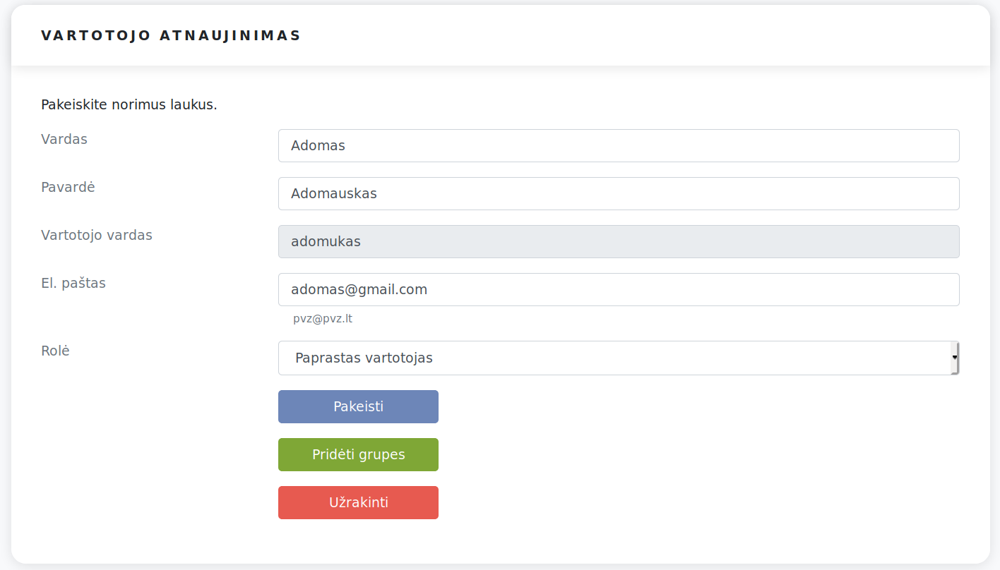 VARTOTOJO ATNAUJINIMAS
Pakeiskite norimus laukus.
Vardas
Adomas
Pavardė
Adomauskas
Vartotojo vardas
adomukas
El. paštas
adomas@gmail.com
pvz@pvz.lt
Rolė
Paprastas vartotojas
Pakeisti
Pridėti grupes
Užrakinti